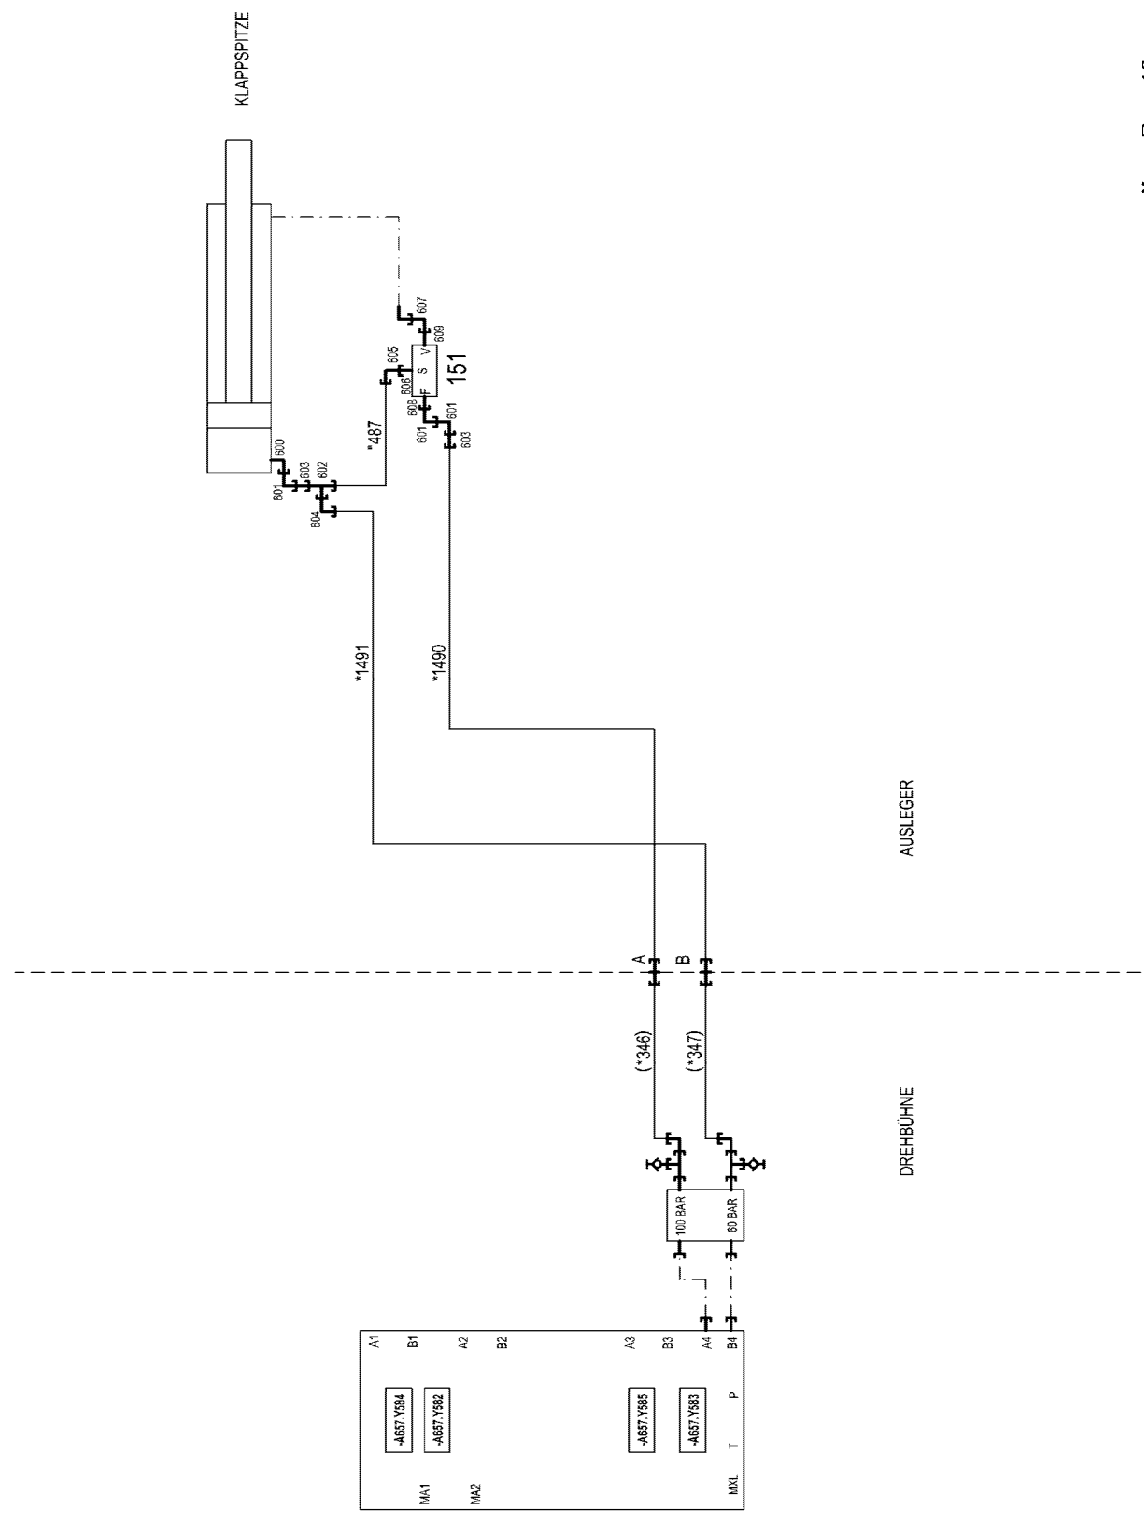 KLAPPSPITZE
607
609
605
606
V
S
F
151
608
601
601
603
*487
600
603
602
601
604
*1491
*1490
AUSLEGER
A
B
(*346)
(*347)
DREHBÜHNE
100 BAR
60 BAR
A1
B1
A2
B2
A3
B3
A4
B4
-A657.Y584
-A657.Y582
-A657.Y585
-A657.Y583
P
T
MA1
MA2
MXL